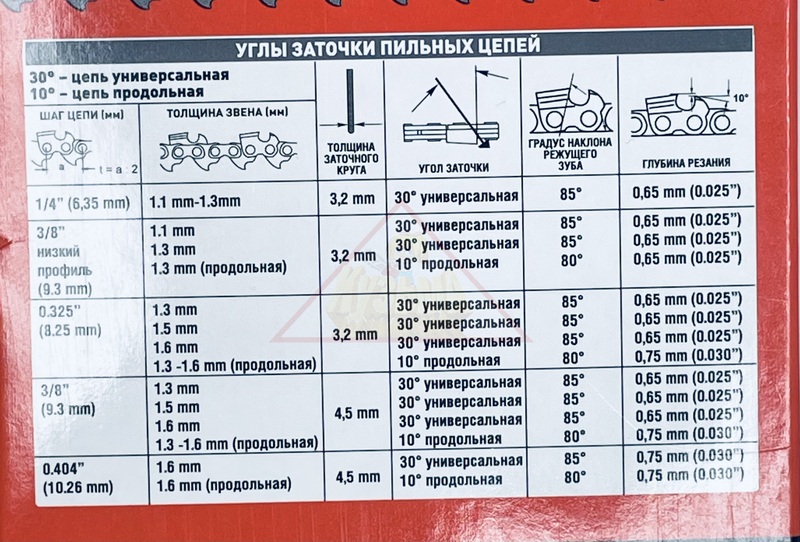 УГЛЫ ЗАТОЧКИ ПИЛЬНЫХ ЦЕПЕЙ
30° – цепь универсальная
10° – цепь продольная
ШАГ ЦЕПИ (мм) ТОЛЩИНА ЗВЕНА (мм) ТОЛЩИНА ЗАТОЧНОГО КРУГА УГОЛ ЗАТОЧКИ ГРАДУС НАКЛОНА РЕЖУЩЕГО ЗУБА ГЛУБИНА РЕЗАНИЯ
a t = a : 2 10°
1/4” (6,35 mm) 1.1 mm-1.3mm 3,2 mm 30° универсальная 85° 0,65 mm (0.025”)
3/8” 1.1 mm 30° универсальная 85° 0,65 mm (0.025”)
низкий 1.3 mm 3,2 mm 30° универсальная 85° 0,65 mm (0.025”)
профиль 1.3 mm (продольная) 10° продольная 80° 0,65 mm (0.025”)
(9.3 mm)
0.325” 1.3 mm 30° универсальная 85° 0,65 mm (0.025”)
(8.25 mm) 1.5 mm 3,2 mm 30° универсальная 85° 0,65 mm (0.025”)
1.6 mm 30° универсальная 85° 0,65 mm (0.025”)
1.3 -1.6 mm (продольная) 10° продольная 80° 0,75 mm (0.030”)
3/8” 1.3 mm 30° универсальная 85° 0,65 mm (0.025”)
(9.3 mm) 1.5 mm 4,5 mm 30° универсальная 85° 0,65 mm (0.025”)
1.6 mm 30° универсальная 85° 0,65 mm (0.025”)
1.3 -1.6 mm (продольная) 10° продольная 80° 0,75 mm (0.030”)
0.404” 1.6 mm 4,5 mm 30° универсальная 85° 0,75 mm (0.030”)
(10.26 mm) 1.6 mm (продольная) 10° продольная 80° 0,75 mm (0.030”)